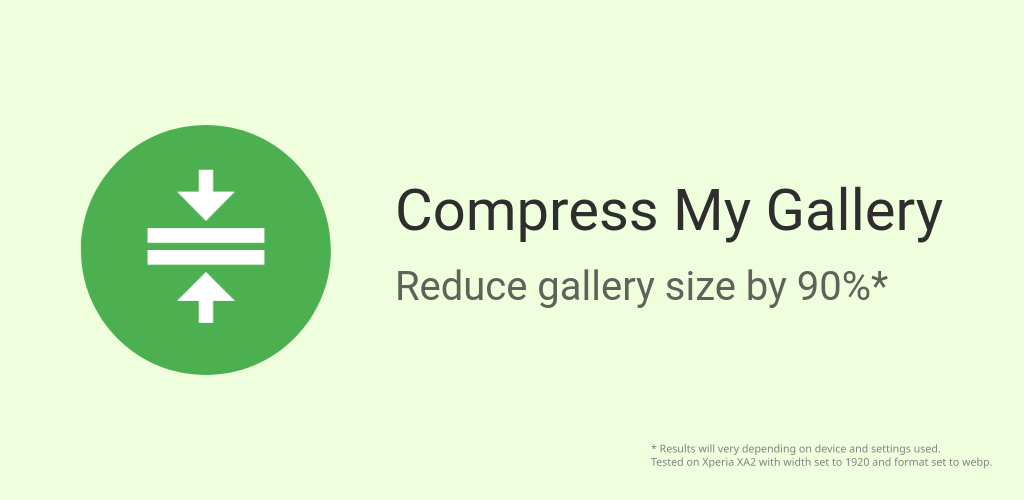 Compress My Gallery
Reduce gallery size by 90%*
* Results will very depending on device and settings used.
Tested on Xperia XA2 with width set to 1920 and format set to webp.